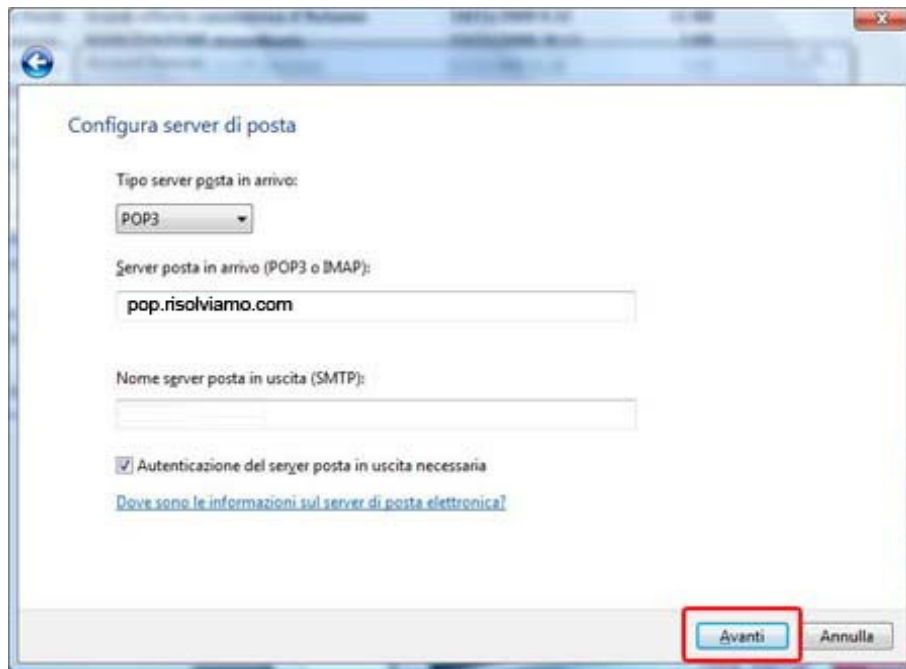 Configura server di posta
Tipo server posta in arrivo:
POP3
Server posta in arrivo (POP3 o IMAP):
pop.risolviamo.com
Nome server posta in uscita (SMTP):
Autenticazione del server posta in uscita necessaria
Dove sono le informazioni sul server di posta elettronica?
Avanti
Annulla